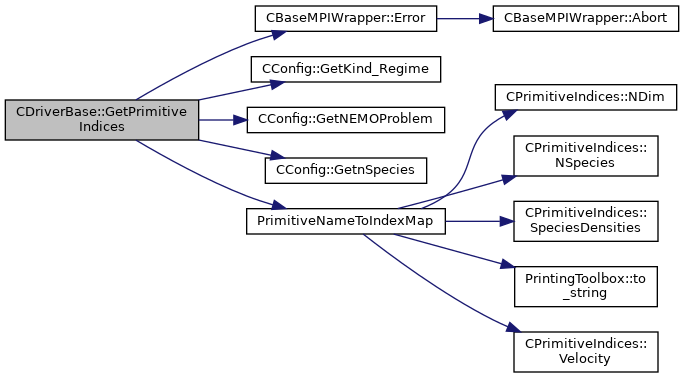 CBaseMPIWrapper::Error
CBaseMPIWrapper::Abort
CConfig::GetKind_Regime
CDriverBase::GetPrimitive
Indices
CConfig::GetNEMOProblem
CConfig::GetnSpecies
PrimitiveNameToIndexMap
CPrimitiveIndices::NDim
CPrimitiveIndices::
NSpecies
CPrimitiveIndices::
SpeciesDensities
PrintingToolbox::to
_string
CPrimitiveIndices::
Velocity